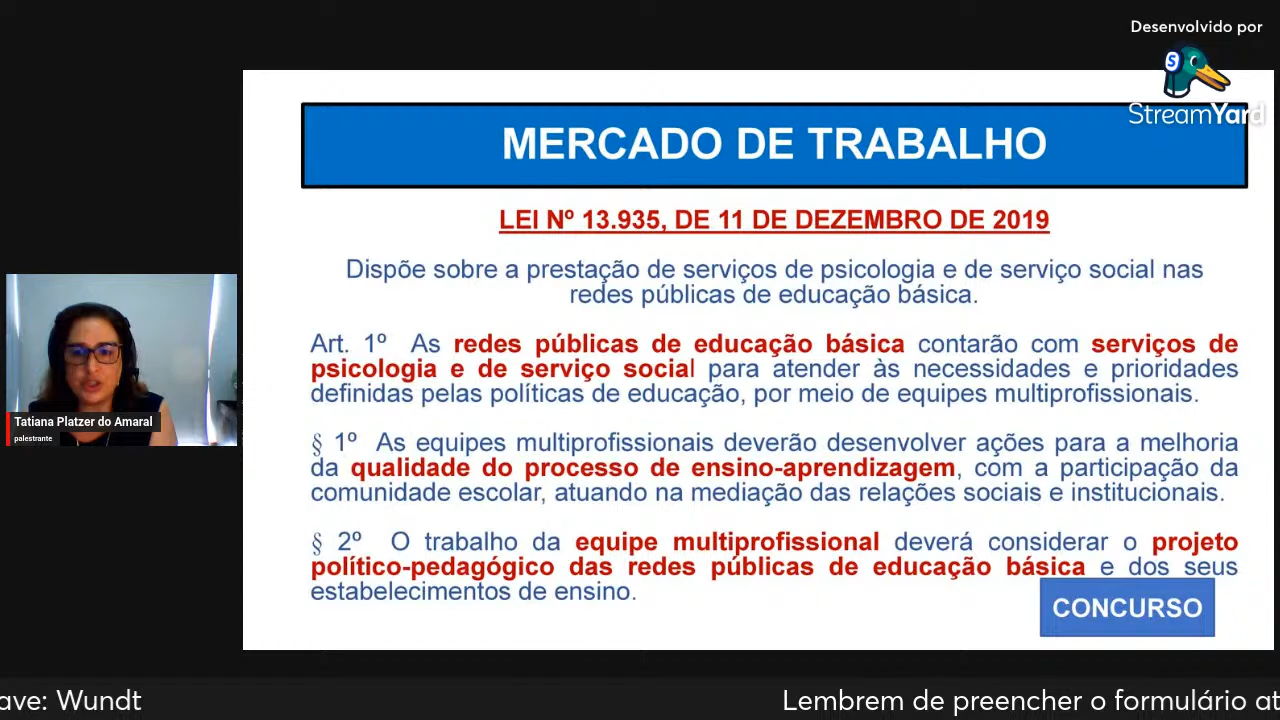 Desenvolvido por
StreamYard
MERCADO DE TRABALHO
LEI Nº 13.935, DE 11 DE DEZEMBRO DE 2019
Dispõe sobre a prestação de serviços de psicologia e de serviço social nas
redes públicas de educação básica.
Art. 1º As redes públicas de educação básica contarão com serviços de
psicologia e de serviço social para atender às necessidades e prioridades
definidas pelas políticas de educação, por meio de equipes multiprofissionais.
§ 1º As equipes multiprofissionais deverão desenvolver ações para a melhoria
da qualidade do processo de ensino-aprendizagem, com a participação da
comunidade escolar, atuando na mediação das relações sociais e institucionais.
§ 2º O trabalho da equipe multiprofissional deverá considerar o projeto
político-pedagógico das redes públicas de educação básica e dos seus
estabelecimentos de ensino.
CONCURSO
Tatiana Platzer do Amaral
palestrante
ave: Wundt
Lembrem de preencher o formulário at